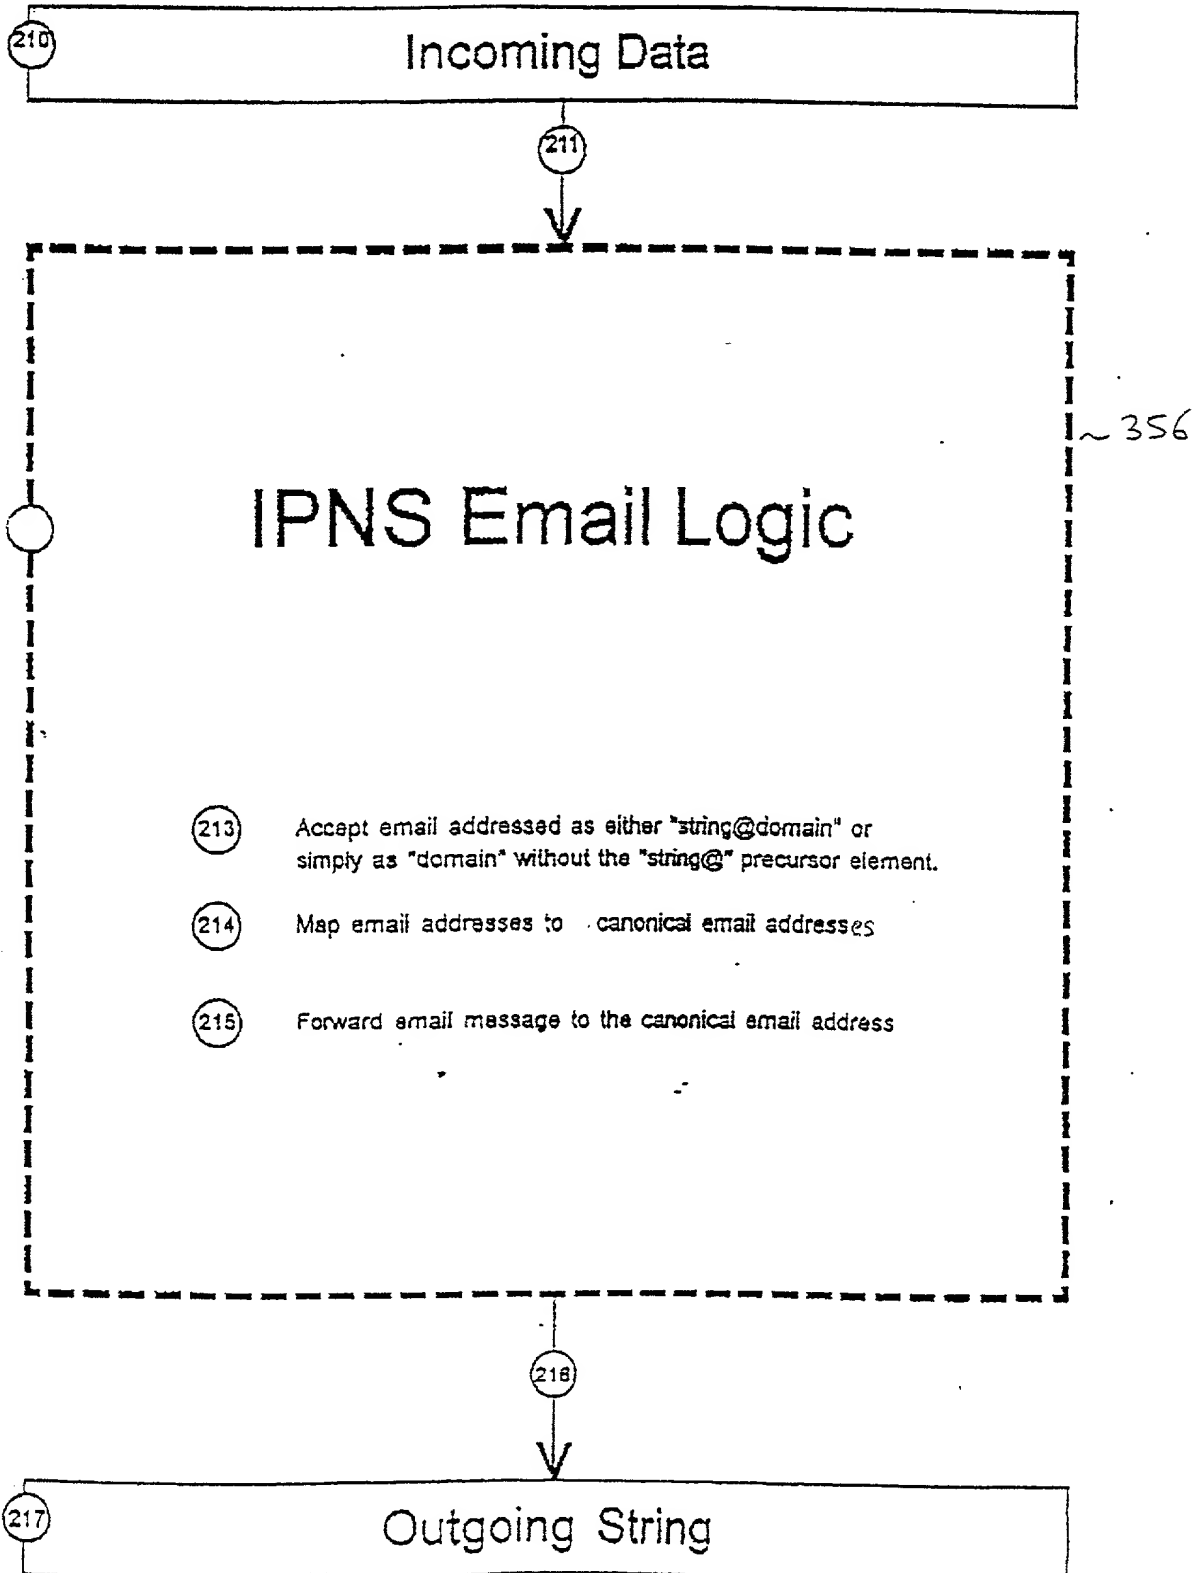 210
Incoming Data
211
~ 356
IPNS Email Logic
213 Accept email addressed as either "string@domain" or
simply as "domain" without the "string@" precursor element.
214 Map email addresses to canonical email addresses
215 Forward email message to the canonical email address
216
217
Outgoing String